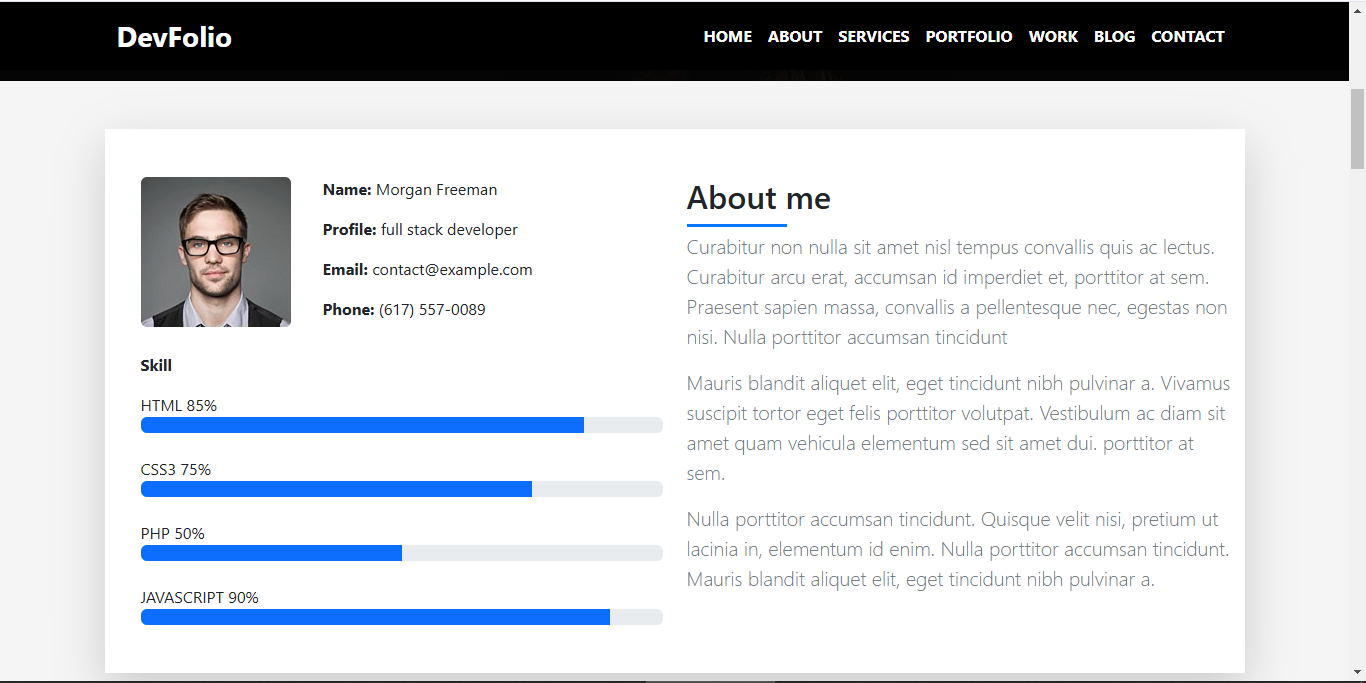 DevFolio
HOME ABOUT SERVICES PORTFOLIO WORK BLOG CONTACT
Name: Morgan Freeman
Profile: full stack developer
Email: contact@example.com
Phone: (617) 557-0089
Skill
HTML 85%
CSS3 75%
PHP 50%
JAVASCRIPT 90%
About me
Curabitur non nulla sit amet nisl tempus convallis quis ac lectus.
Curabitur arcu erat, accumsan id imperdiet et, porttitor at sem.
Praesent sapien massa, convallis a pellentesque nec, egestas non
nisi. Nulla porttitor accumsan tincidunt
Mauris blandit aliquet elit, eget tincidunt nibh pulvinar a. Vivamus
suscipit tortor eget felis porttitor volutpat. Vestibulum ac diam sit
amet quam vehicula elementum sed sit amet dui. porttitor at
sem.
Nulla porttitor accumsan tincidunt. Quisque velit nisi, pretium ut
lacinia in, elementum id enim. Nulla porttitor accumsan tincidunt.
Mauris blandit aliquet elit, eget tincidunt nibh pulvinar a.